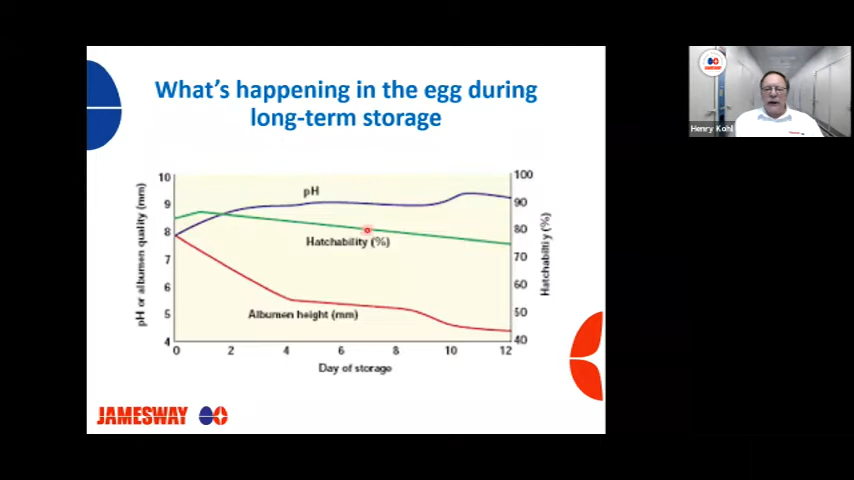 What's happening in the egg during
long-term storage
10
9
8
7
6
5
4
pH or albumen quality (mm)
pH
Hatchability (%)
Albumen height (mm)
100
90
80
70
60
50
40
Hatchabiltiy (%)
0 2 4 6 8 10 12
Day of storage
JAMESWAY
JAMESWAY
Henry Kohl